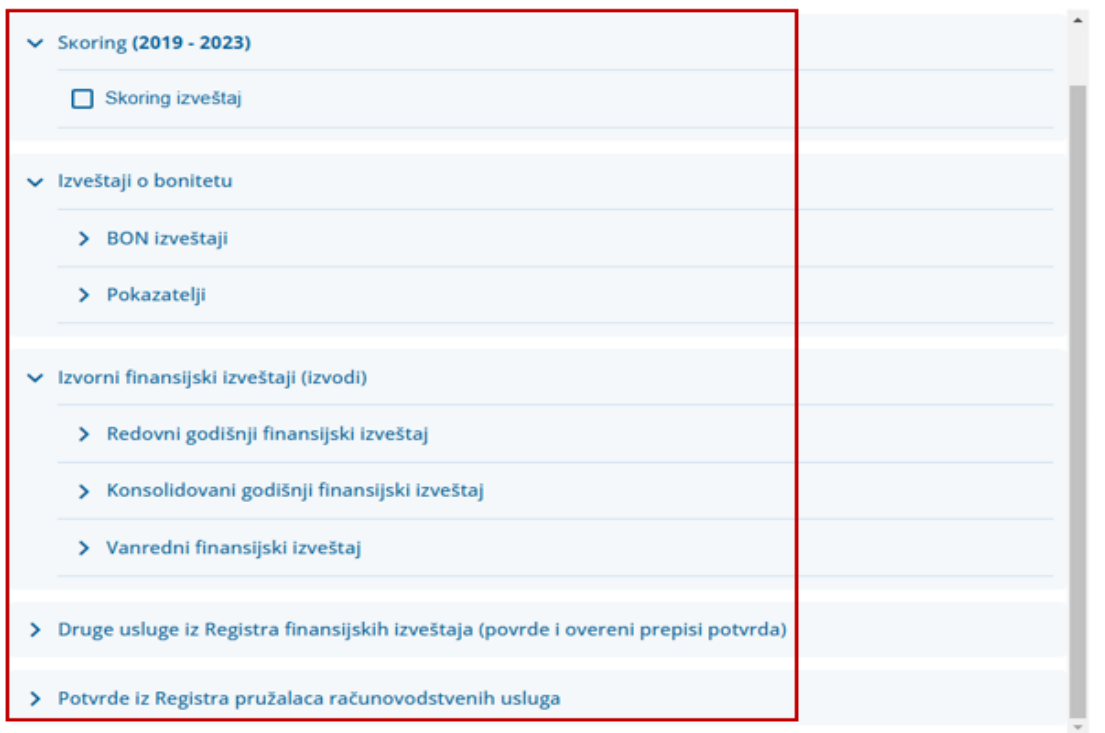 Skoring (2019 - 2023)
Skoring izveštaj
Izveštaji o bonitetu
BON izveštaji
Pokazatelji
Izvorni finansijski izveštaji (izvodi)
Redovni godišnji finansijski izveštaj
Konsolidovani godišnji finansijski izveštaj
Vanredni finansijski izveštaj
Druge usluge iz Registra finansijskih izveštaja (povrde i overeni prepisi potvrda)
Potvrde iz Registra pružalaca računovodstvenih usluga